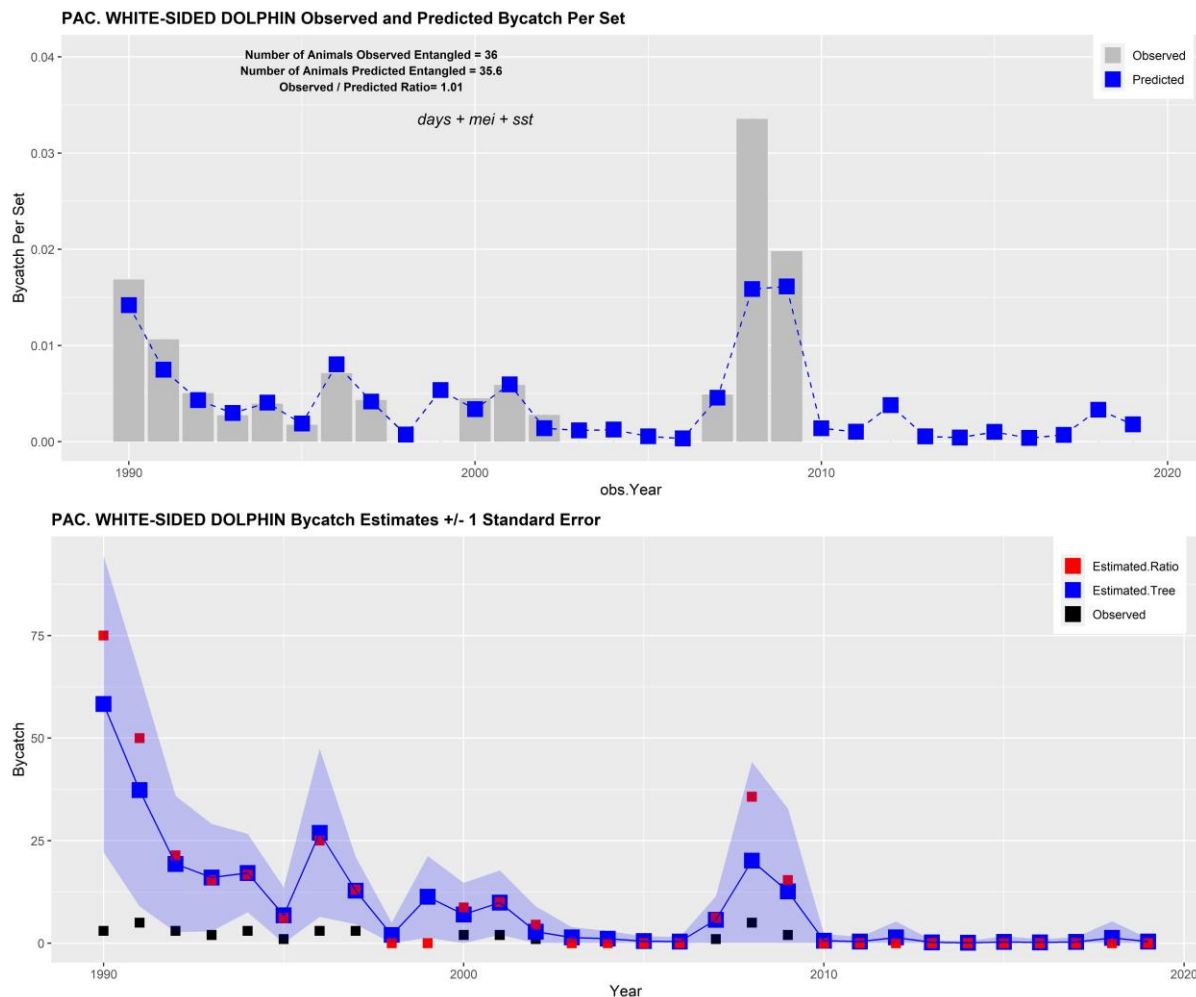 PAC. WHITE-SIDED DOLPHIN Observed and Predicted Bycatch Per Set
Number of Animals Observed Entangled = 36
Number of Animals Predicted Entangled = 35.6
Observed / Predicted Ratio= 1.01
days + mei + sst
Observed
Predicted
Bycatch Per Set
0.04
0.03
0.02
0.01
0.00
1990
2000
2010
2020
obs.Year
PAC. WHITE-SIDED DOLPHIN Bycatch Estimates +/- 1 Standard Error
Estimated.Ratio
Estimated.Tree
Observed
Bycatch
75
50
25
0
1990
2000
2010
2020
Year